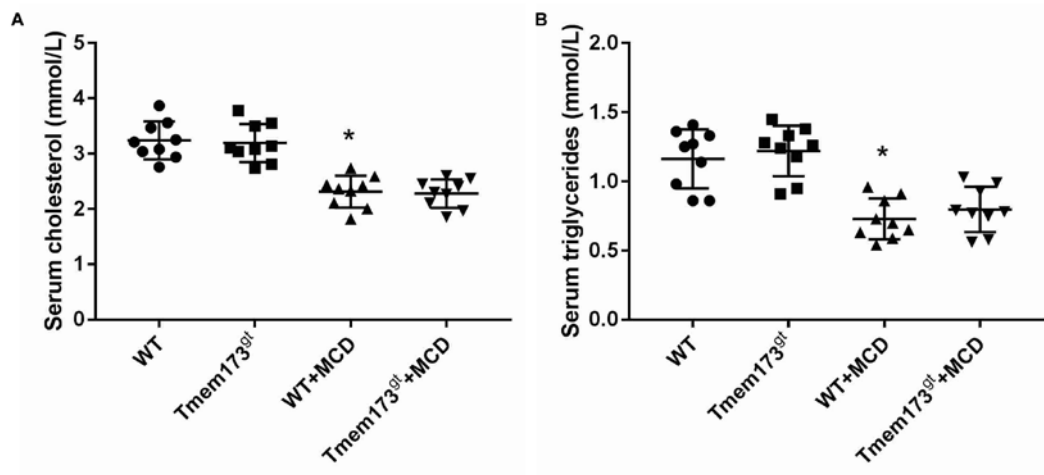 A
Serum cholesterol (mmol/L)
5
4
3
2
1
0
*
WT
Tmem173gt
WT+MCD
Tmem173gt+MCD
B
Serum triglycerides (mmol/L)
2.0
1.5
1.0
0.5
0.0
*
WT
Tmem173gt
WT+MCD
Tmem173gt+MCD